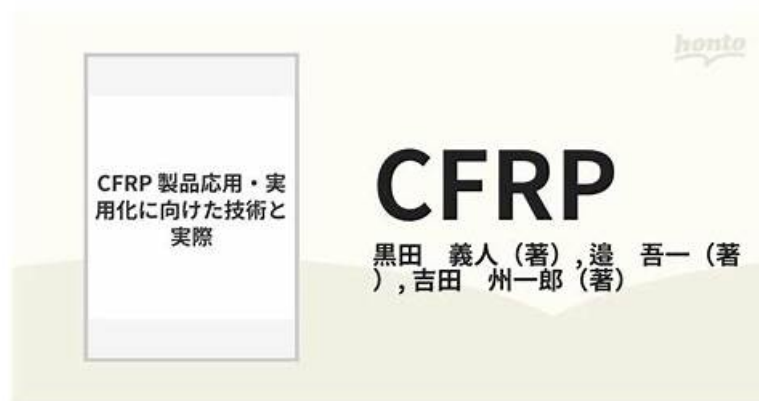 honto
CFRP 製品応用・実
用化に向けた技術と
実際
CFRP
黒田　義人（著）, 邉　吾一（著
）, 吉田　州一郎（著）